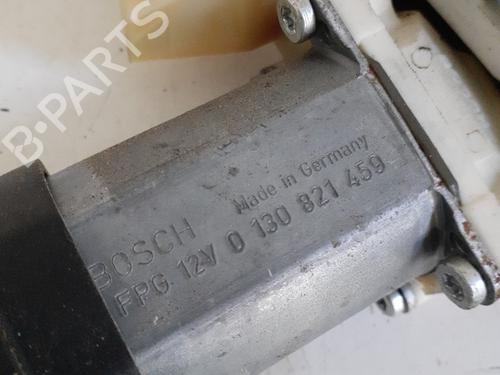 B-PARTS
Made in Germany
BOSCH
FPG 12V 0 130 821 459